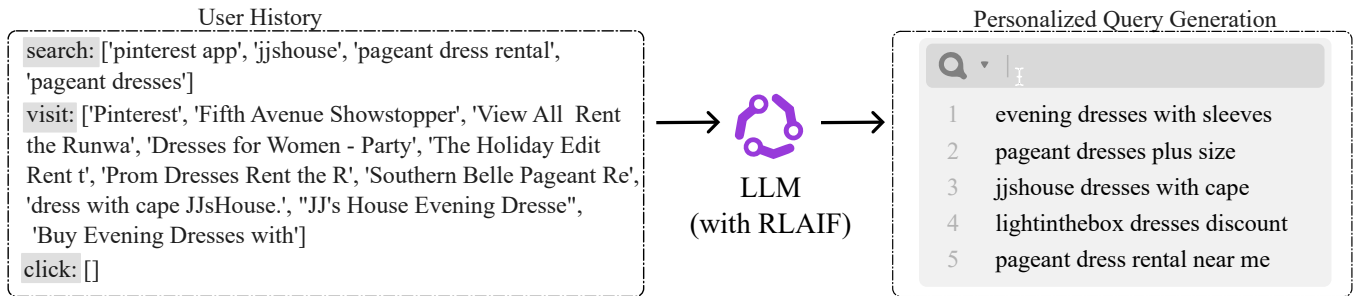 User History
search: ['pinterest app', 'jjshouse', 'pageant dress rental',
'pageant dresses']
visit: ['Pinterest', 'Fifth Avenue Showstopper', 'View All  Rent
the Runwa', 'Dresses for Women - Party', 'The Holiday Edit
Rent t', 'Prom Dresses Rent the R', 'Southern Belle Pageant Re',
'dress with cape JJsHouse.', "JJ's House Evening Dresse",
'Buy Evening Dresses with']
click: []
LLM
(with RLAIF)
Personalized Query Generation
1 evening dresses with sleeves
2 pageant dresses plus size
3 jjshouse dresses with cape
4 lightinthebox dresses discount
5 pageant dress rental near me